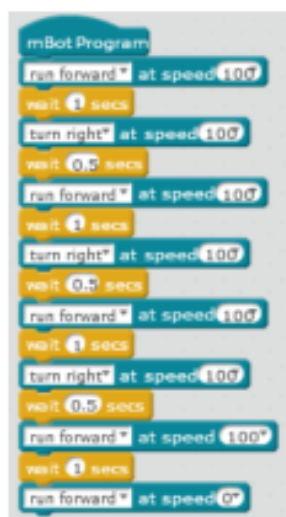 mBot Program
run forward at speed 100
wait 1 secs
turn right at speed 100
wait 0.5 secs
run forward at speed 100
wait 1 secs
turn right at speed 100
wait 0.5 secs
run forward at speed 100
wait 1 secs
turn right at speed 100
wait 0.5 secs
run forward at speed 100
wait 1 secs
run forward at speed 0